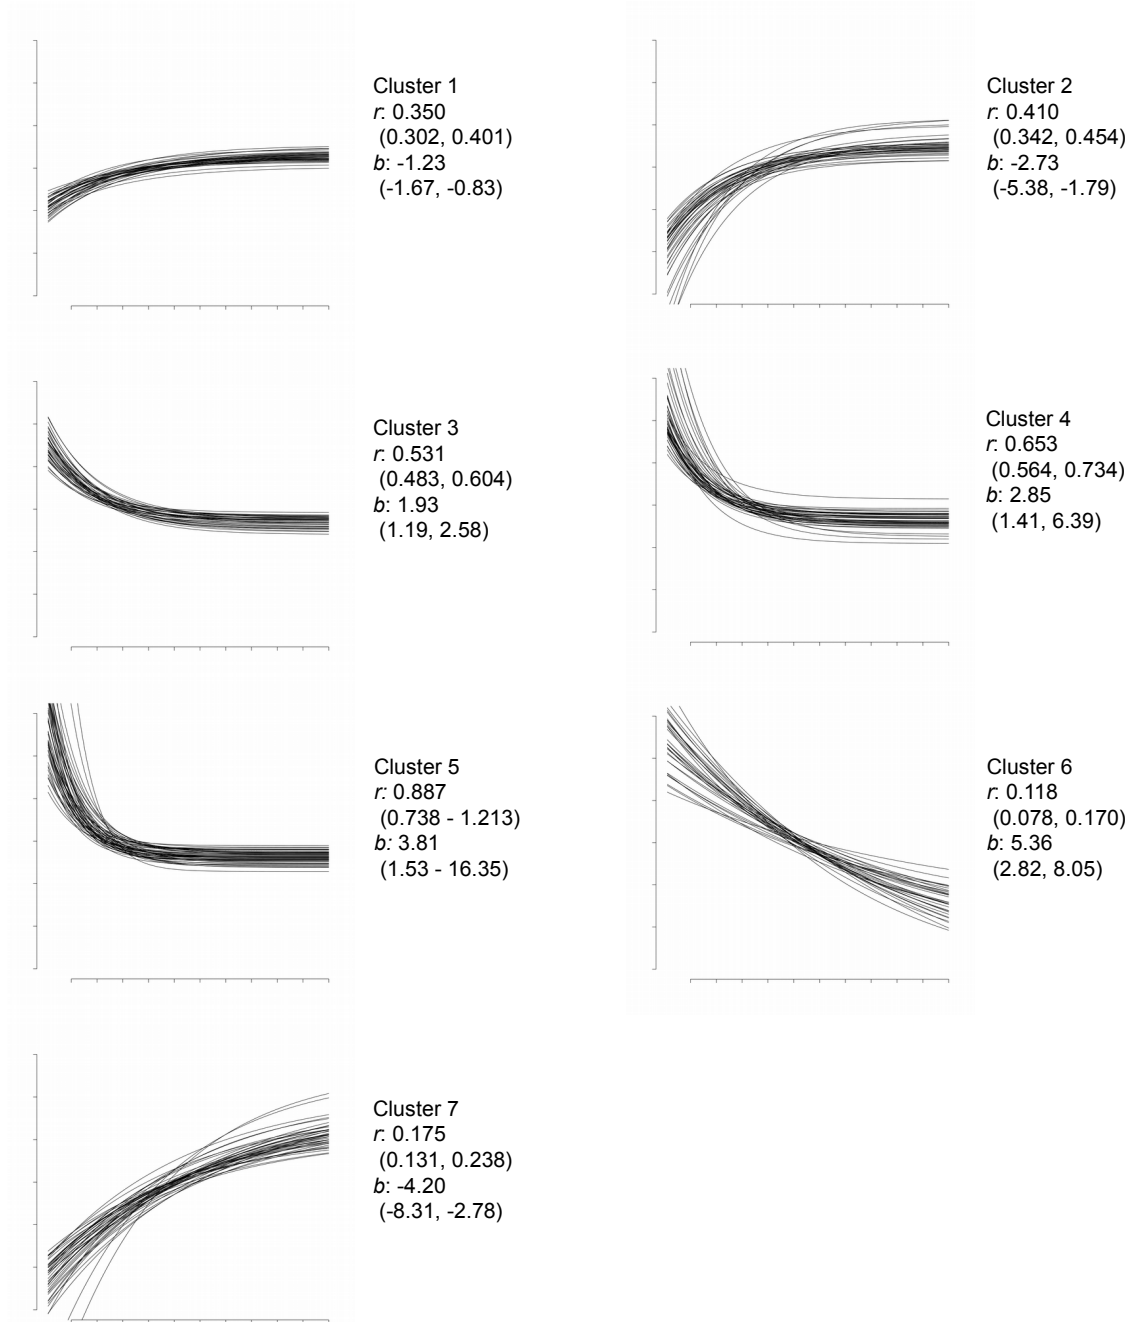 Cluster 1
r: 0.350
(0.302, 0.401)
b: -1.23
(-1.67, -0.83)
Cluster 2
r: 0.410
(0.342, 0.454)
b: -2.73
(-5.38, -1.79)
Cluster 3
r: 0.531
(0.483, 0.604)
b: 1.93
(1.19, 2.58)
Cluster 4
r: 0.653
(0.564, 0.734)
b: 2.85
(1.41, 6.39)
Cluster 5
r: 0.887
(0.738 - 1.213)
b: 3.81
(1.53 - 16.35)
Cluster 6
r: 0.118
(0.078, 0.170)
b: 5.36
(2.82, 8.05)
Cluster 7
r: 0.175
(0.131, 0.238)
b: -4.20
(-8.31, -2.78)